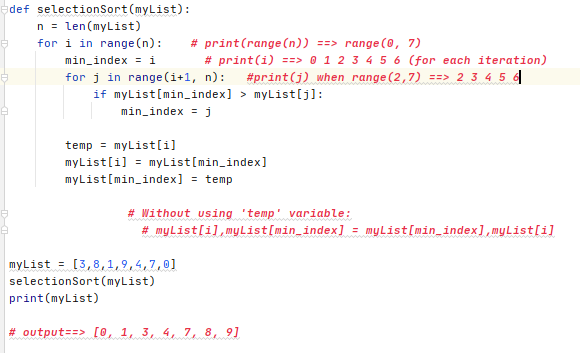 def selectionSort(myList):
    n = len(myList)
    for i in range(n):    # print(range(n)) ==> range(0, 7)
        min_index = i       # print(i) ==> 0 1 2 3 4 5 6 (for each iteration)
        for j in range(i+1, n):   #print(j) when range(2,7) ==> 2 3 4 5 6
            if myList[min_index] > myList[j]:
                min_index = j
        temp = myList[i]
        myList[i] = myList[min_index]
        myList[min_index] = temp
                 # Without using 'temp' variable:
                   # myList[i],myList[min_index] = myList[min_index],myList[i]
myList = [3,8,1,9,4,7,0]
selectionSort(myList)
print(myList)
# output==> [0, 1, 3, 4, 7, 8, 9]